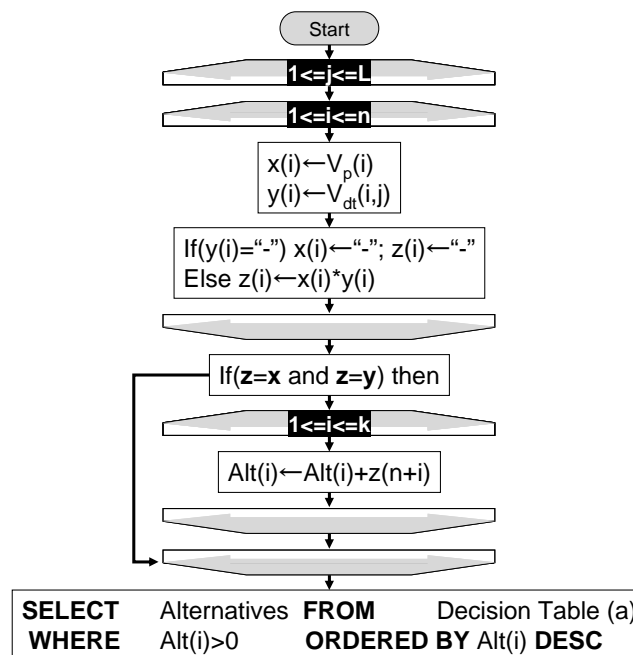 Start
1<=j<=L
1<=i<=n
x(i)←Vp(i)
y(i)←Vdt(i,j)
If(y(i)=“-”) x(i)←“-”; z(i)←“-”
Else z(i)←x(i)*y(i)
If(z=x and z=y) then
1<=i<=k
Alt(i)←Alt(i)+z(n+i)
SELECT Alternatives FROM Decision Table (a)
WHERE Alt(i)>0 ORDERED BY Alt(i) DESC